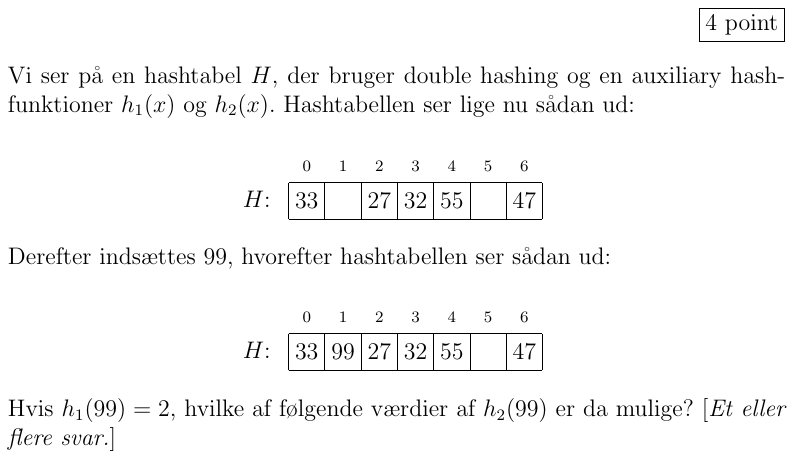 4 point
Vi ser på en hashtabel H, der bruger double hashing og en auxiliary hash-
funktioner h₁(x) og h₂(x). Hashtabellen ser lige nu sådan ud:
0 1 2 3 4 5 6
H: 33 27 32 55 47
Derefter indsættes 99, hvorefter hashtabellen ser sådan ud:
0 1 2 3 4 5 6
H: 33 99 27 32 55 47
Hvis h₁(99) = 2, hvilke af følgende værdier af h₂(99) er da mulige? [Et eller
flere svar.]